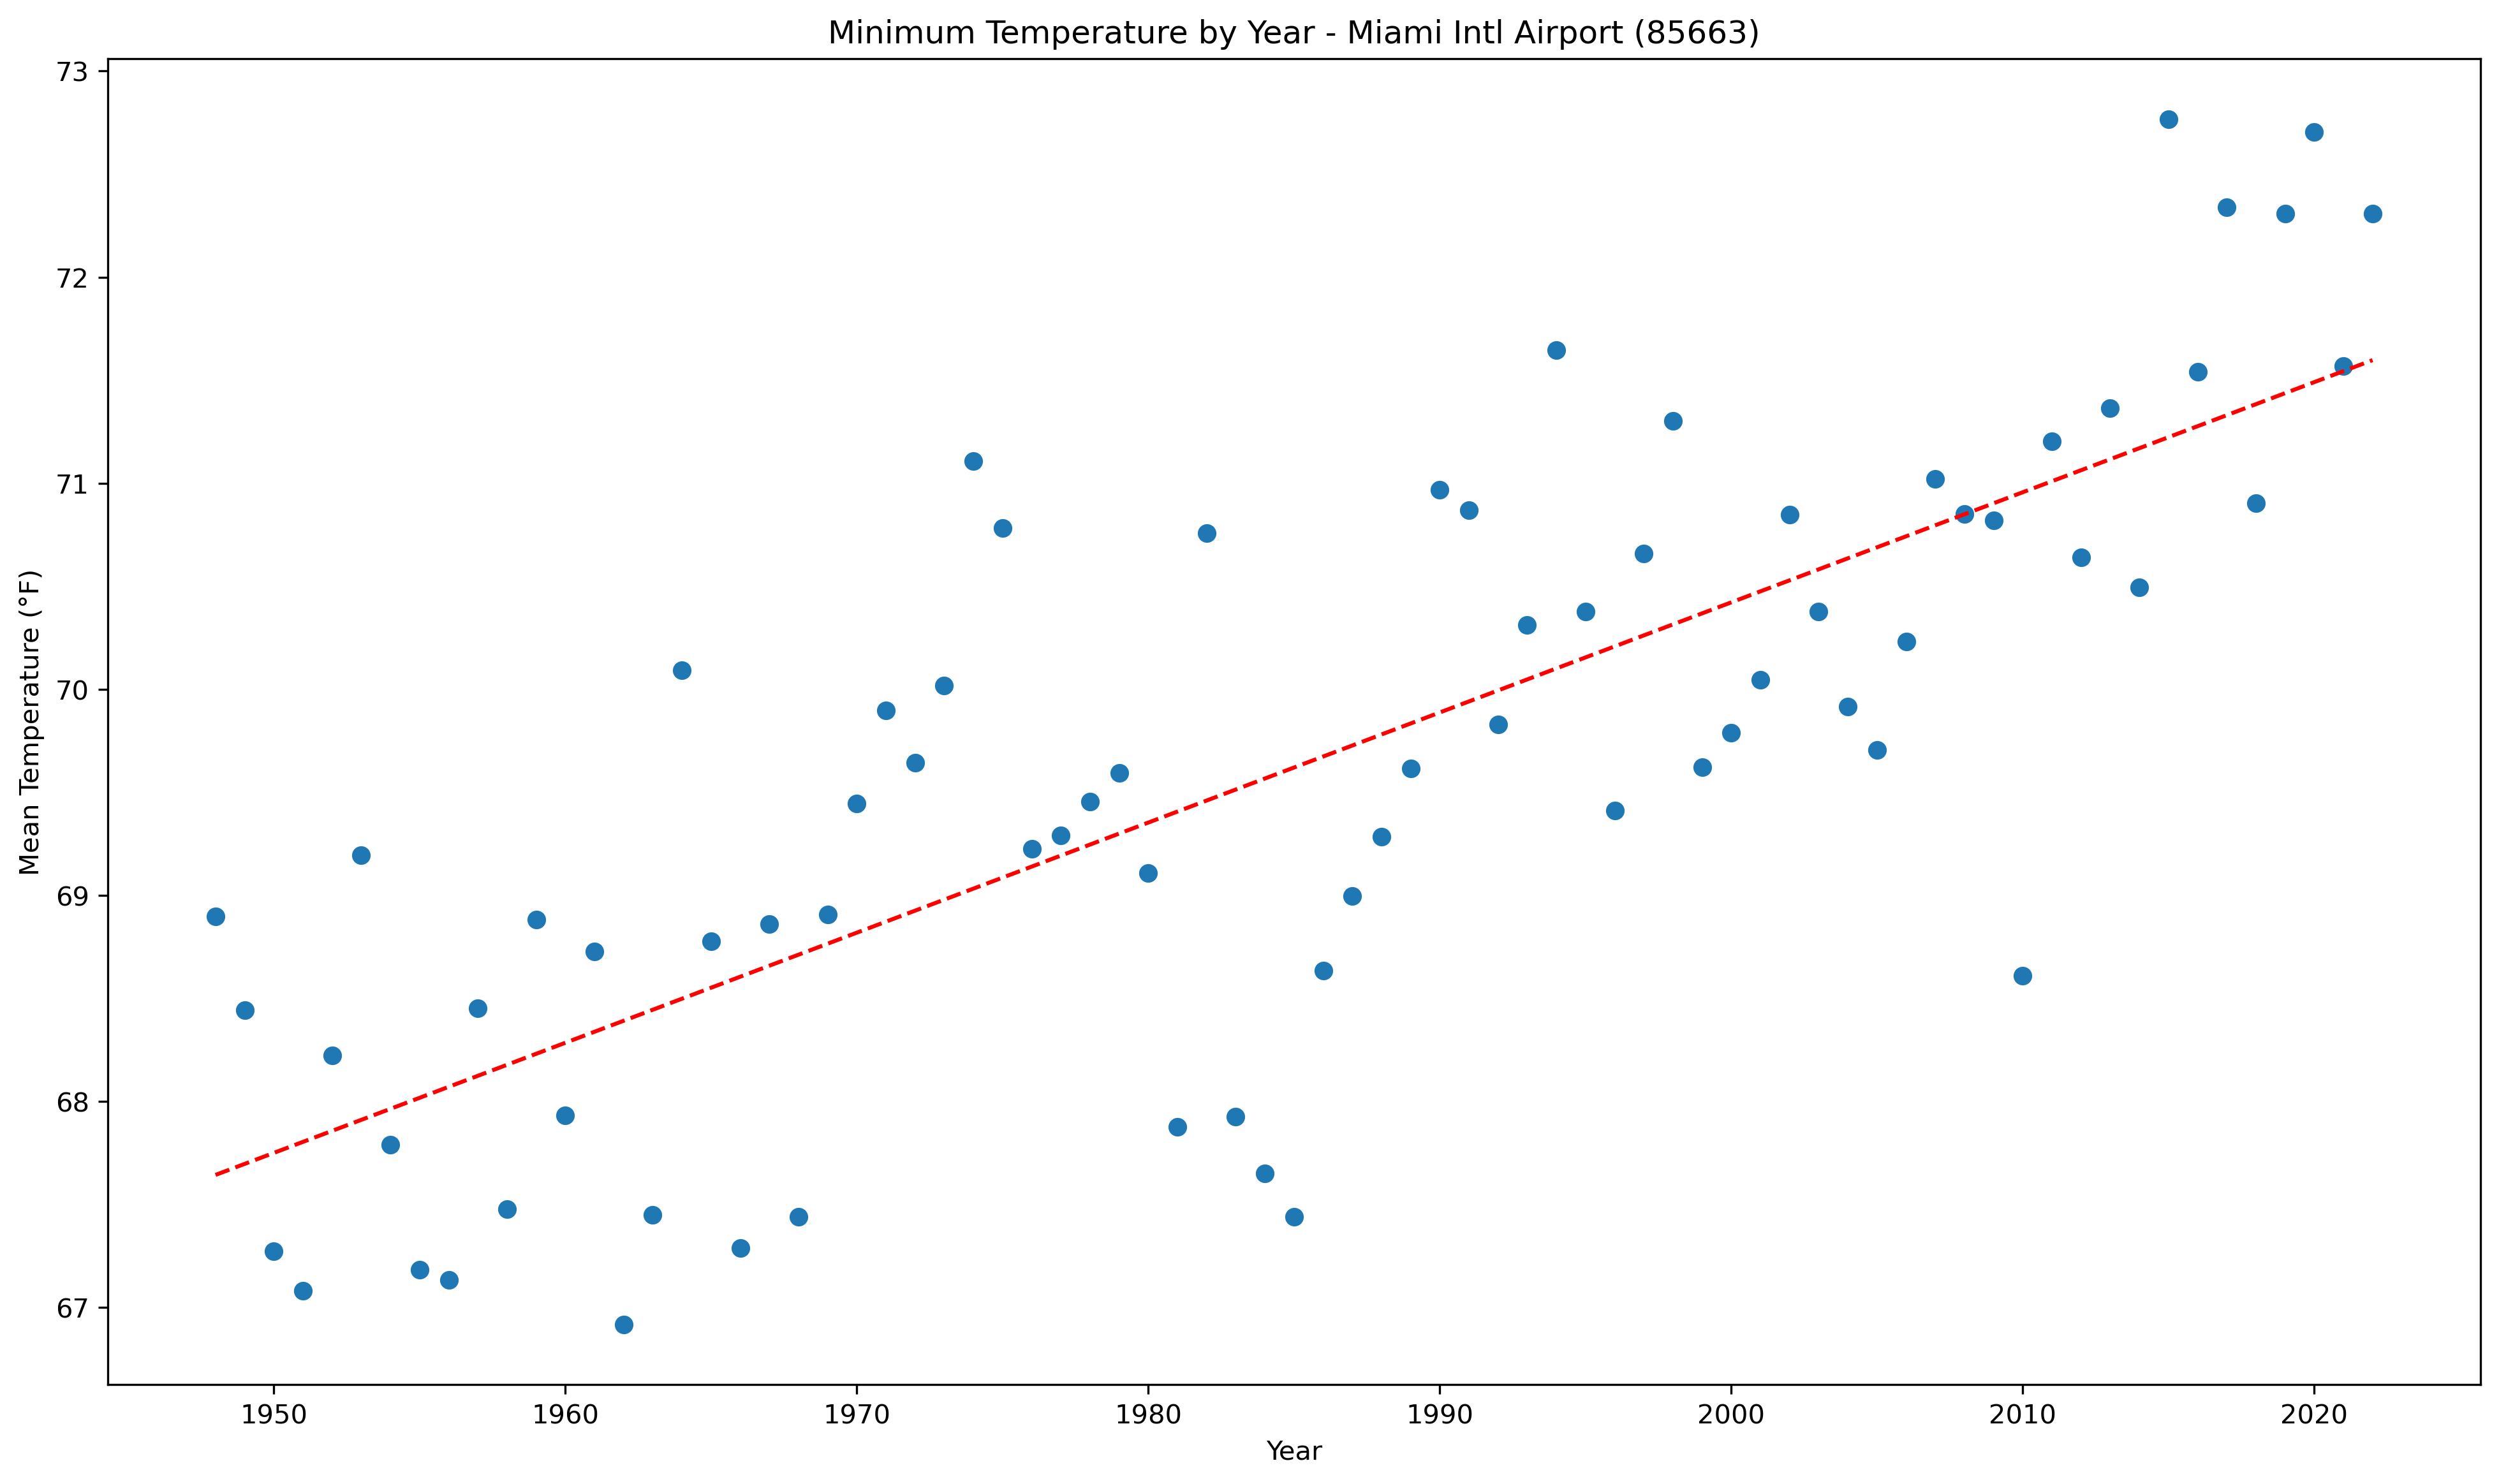 Minimum Temperature by Year - Miami Intl Airport (85663)
73
72
71
70
69
68
67
Mean Temperature (°F)
1950 1960 1970 1980 1990 2000 2010 2020
Year